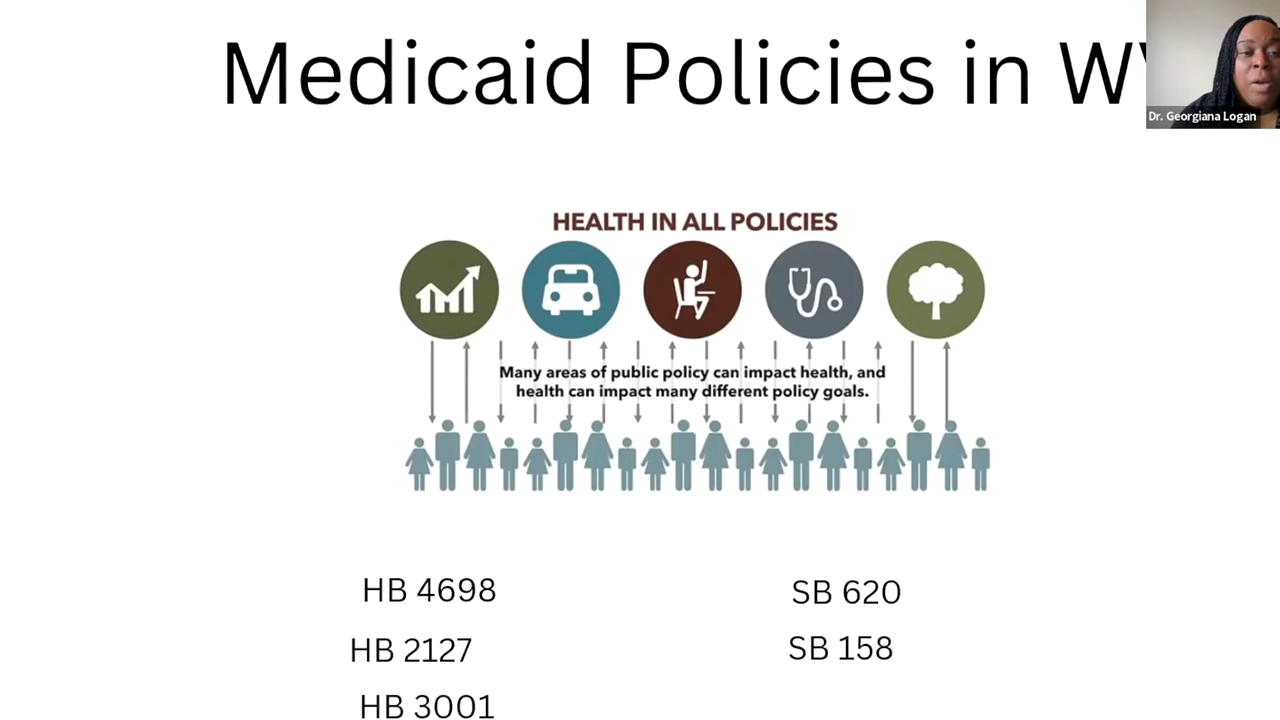 Medicaid Policies in W
Dr. Georgiana Logan
HEALTH IN ALL POLICIES
Many areas of public policy can impact health, and
health can impact many different policy goals.
HB 4698
SB 620
HB 2127
SB 158
HB 3001